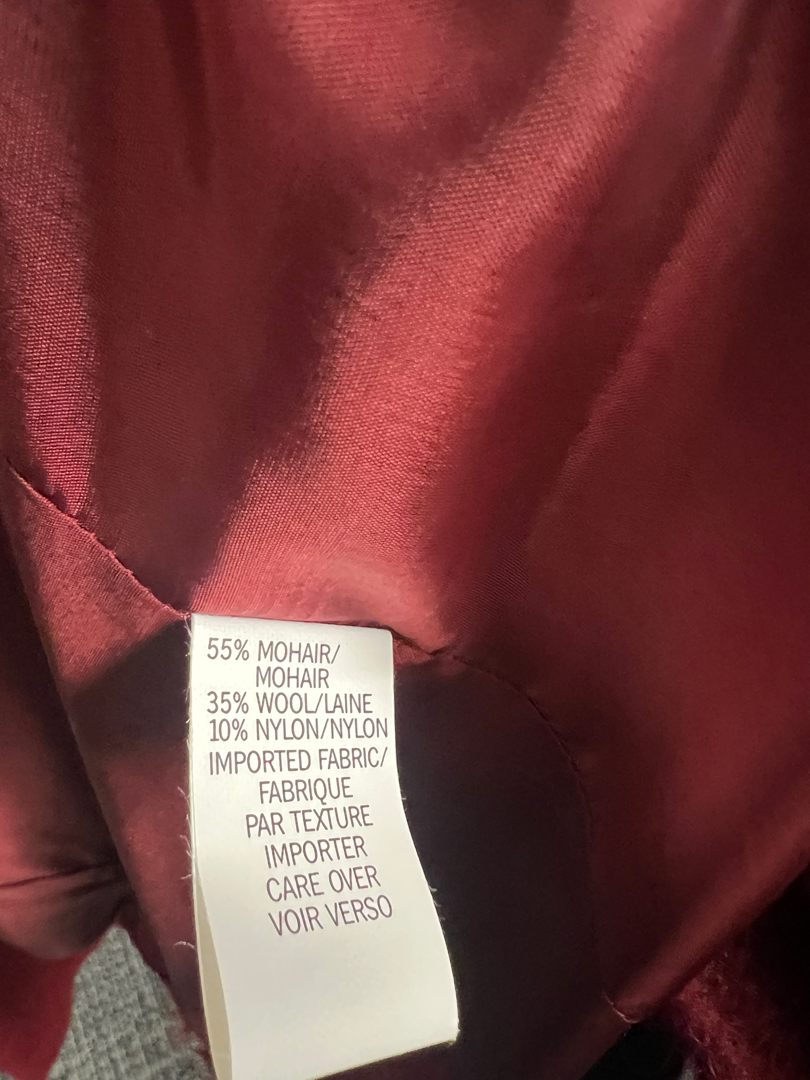 55% MOHAIR/
MOHAIR
35% WOOL/LAINE
10% NYLON/NYLON
IMPORTED FABRIC/
FABRIQUE
PAR TEXTURE
IMPORTER
CARE OVER
VOIR VERSO